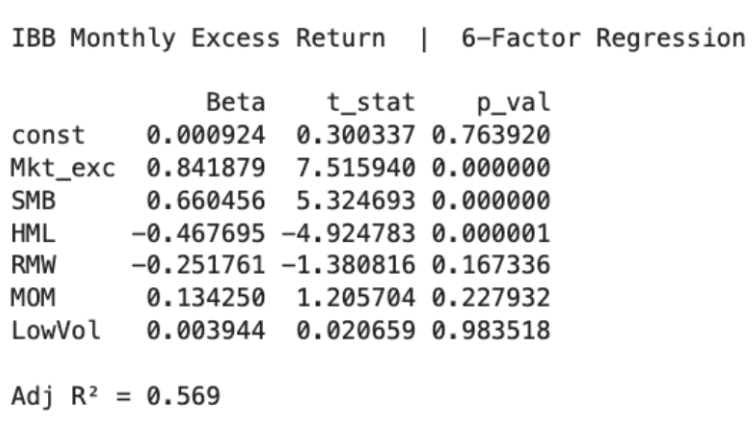 IBB Monthly Excess Return | 6-Factor Regression
Beta t_stat p_val
const 0.000924 0.300337 0.763920
Mkt_exc 0.841879 7.515940 0.000000
SMB 0.660456 5.324693 0.000000
HML -0.467695 -4.924783 0.000001
RMW -0.251761 -1.380816 0.167336
MOM 0.134250 1.205704 0.227932
LowVol 0.003944 0.020659 0.983518
Adj R² = 0.569